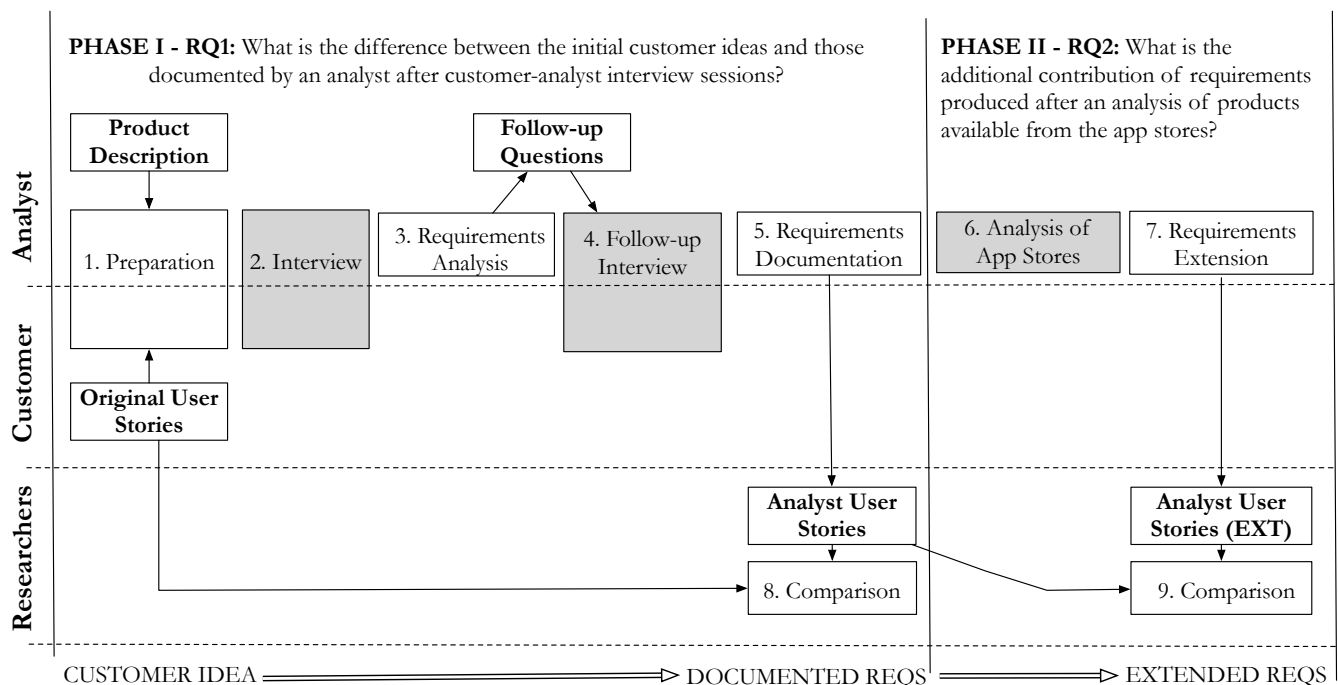 PHASE I - RQ1: What is the difference between the initial customer ideas and those
documented by an analyst after customer-analyst interview sessions?
PHASE II - RQ2: What is the
additional contribution of requirements
produced after an analysis of products
available from the app stores?
Analyst
Product
Description
Follow-up
Questions
1. Preparation
2. Interview
3. Requirements
Analysis
4. Follow-up
Interview
5. Requirements
Documentation
6. Analysis of
App Stores
7. Requirements
Extension
Customer
Original User
Stories
Researchers
Analyst User
Stories
Analyst User
Stories (EXT)
8. Comparison
9. Comparison
CUSTOMER IDEA
DOCUMENTED REQS
EXTENDED REQS